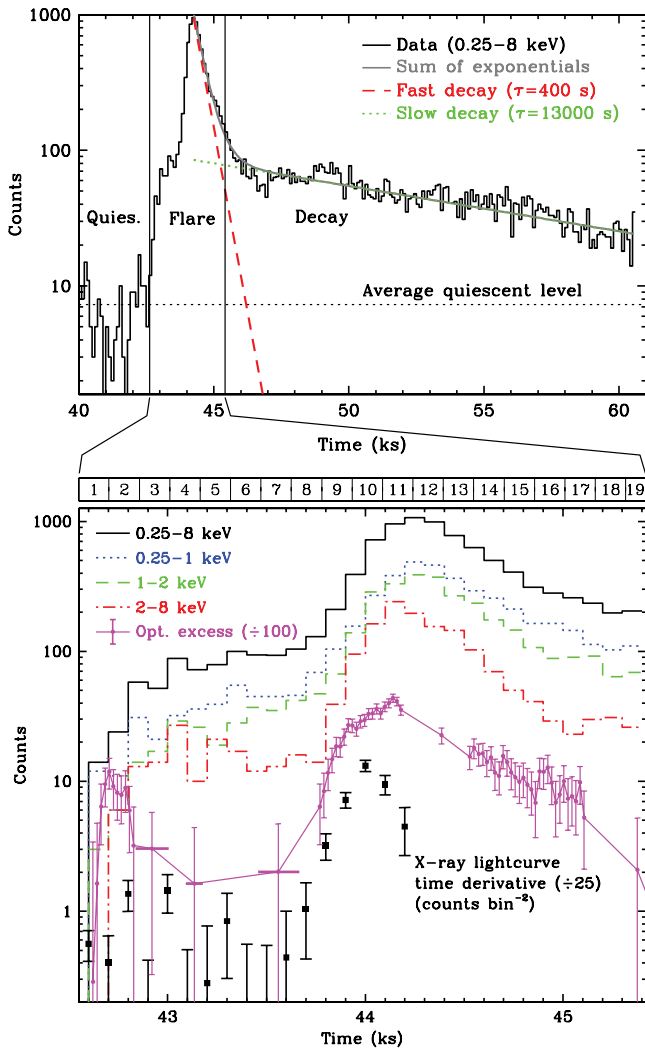 1000
100
10
Counts
Data (0.25–8 keV)
Sum of exponentials
Fast decay (τ=400 s)
Slow decay (τ=13000 s)
Quies.
Flare
Decay
Average quiescent level
40 45 50 55 60
Time (ks)
1 2 3 4 5 6 7 8 9 10 11 12 13 14 15 16 17 18 19
1000
100
10
1
Counts
0.25–8 keV
0.25–1 keV
1–2 keV
2–8 keV
Opt. excess (÷100)
X-ray lightcurve
time derivative (÷25)
(counts bin⁻²)
43 44 45
Time (ks)